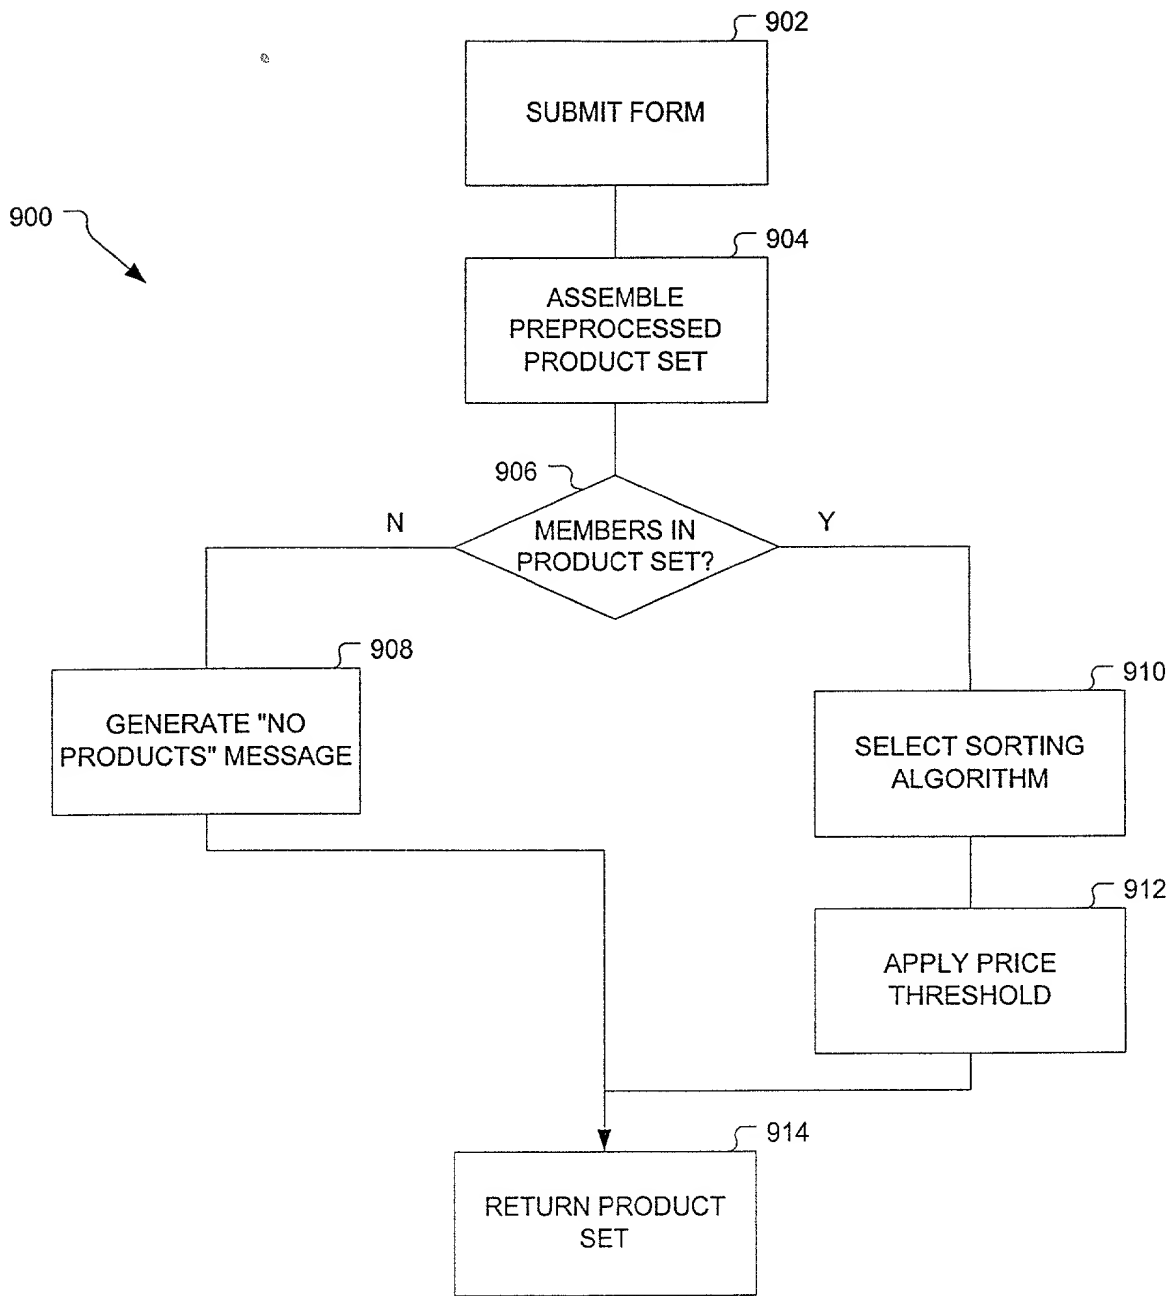 902
SUBMIT FORM
900
904
ASSEMBLE
PREPROCESSED
PRODUCT SET
906
N
Y
MEMBERS IN
PRODUCT SET?
908
GENERATE "NO
PRODUCTS" MESSAGE
910
SELECT SORTING
ALGORITHM
912
APPLY PRICE
THRESHOLD
914
RETURN PRODUCT
SET